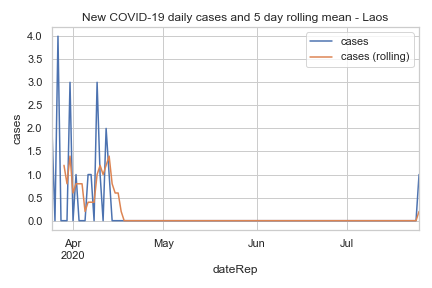 New COVID-19 daily cases and 5 day rolling mean - Laos
cases
cases (rolling)
4.0
3.5
3.0
2.5
2.0
1.5
1.0
0.5
0.0
cases
Apr
2020
May
Jun
Jul
dateRep